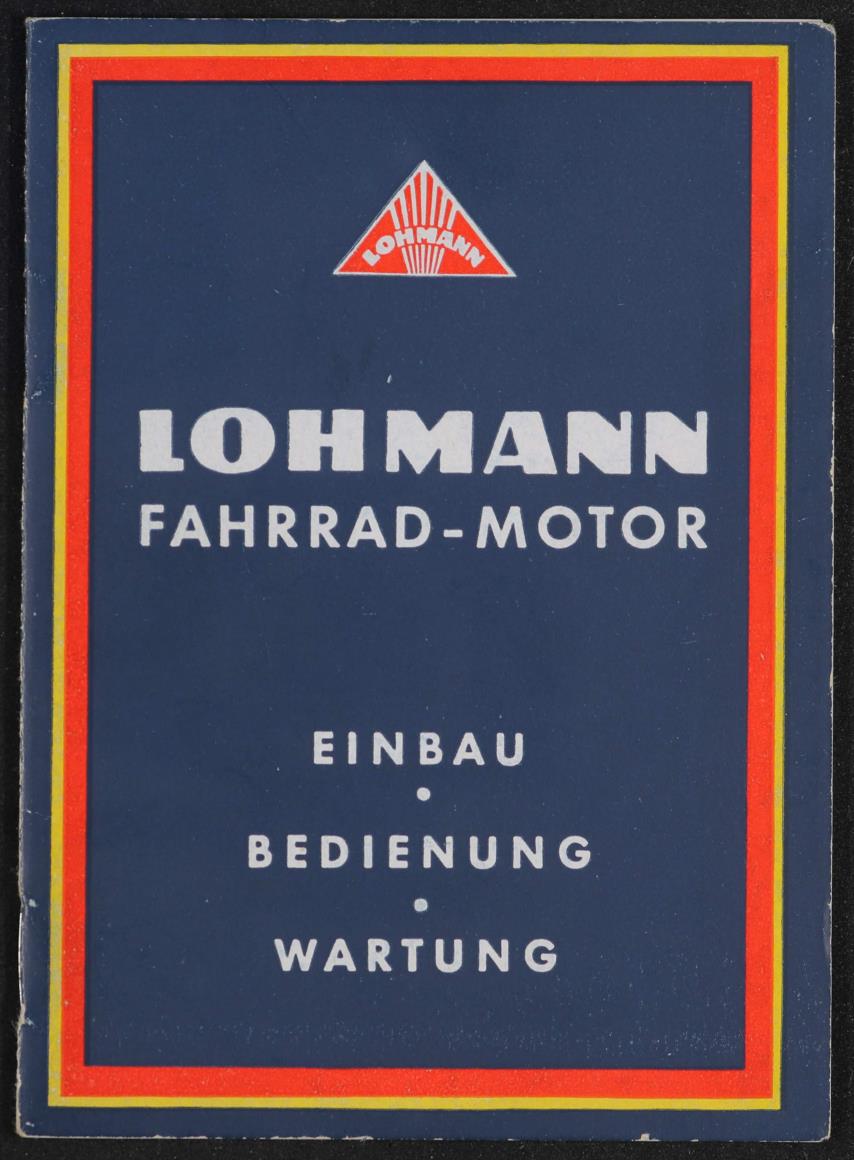 LOHMANN
LOHMANN
FAHRRAD-MOTOR
EINBAU
•
BEDIENUNG
•
WARTUNG